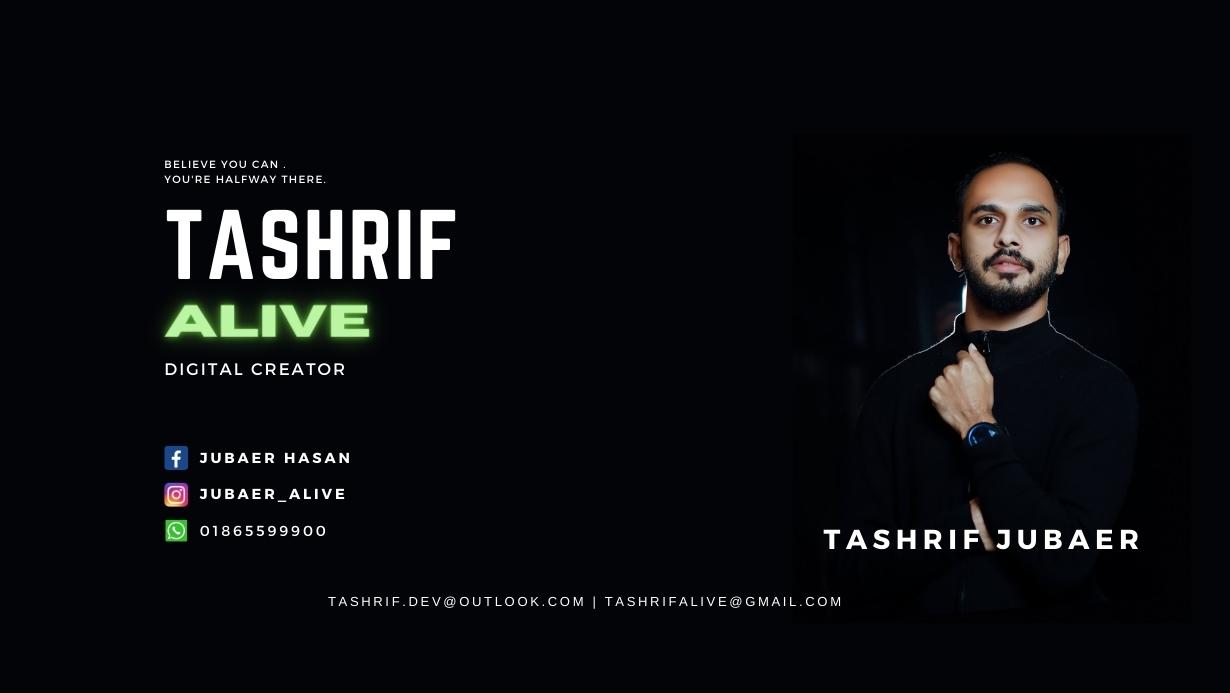 BELIEVE YOU CAN .
YOU'RE HALFWAY THERE.
TASHRIF
ALIVE
DIGITAL CREATOR
JUBAER HASAN
JUBAER_ALIVE
01865599900
TASHRIF JUBAER
TASHRIF.DEV@OUTLOOK.COM | TASHRIFALIVE@GMAIL.COM